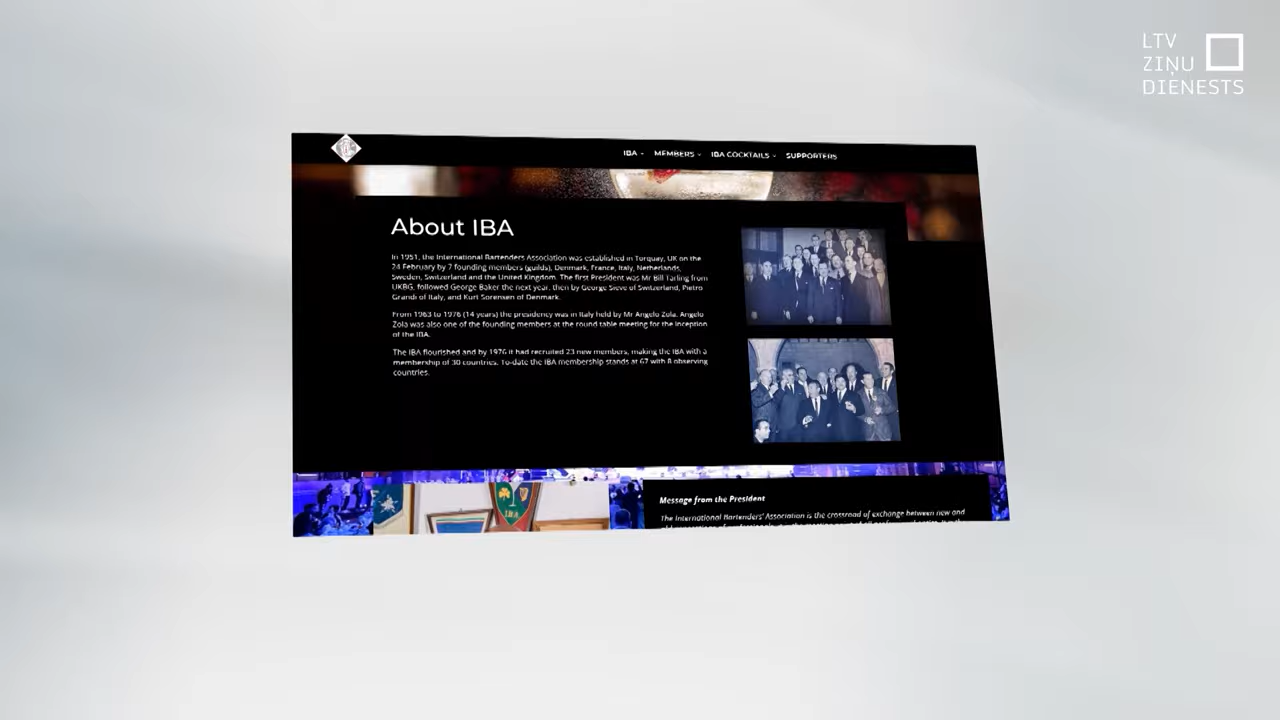 LTV
ZIŅU
DIENESTS
IBA
MEMBERS
IBA COCKTAILS
SUPPORTERS
About IBA
In 1951, the International Bartenders Association was established in Torquay, UK on the
24 February by 7 founding members (guilds), Denmark, France, Italy, Netherlands,
Sweden, Switzerland and the United Kingdom. The first President was Mr Bill Tarling from
UKBG, followed George Baker the next year, then by George Sieve of Switzerland, Pietro
Grandi of Italy, and Kurt Sorensen of Denmark.
From 1963 to 1976 (14 years) the presidency was in Italy held by Mr Angelo Zola. Angelo
Zola was also one of the founding members at the round table meeting for the inception
of the IBA.
The IBA flourished and by 1976 it had recruited 23 new members, making the IBA with a
membership of 30 countries. To-date the IBA membership stands at 67 with 8 observing
countries.
Message from the President
The International Bartenders' Association is the crossroad of exchange between new and
IBA